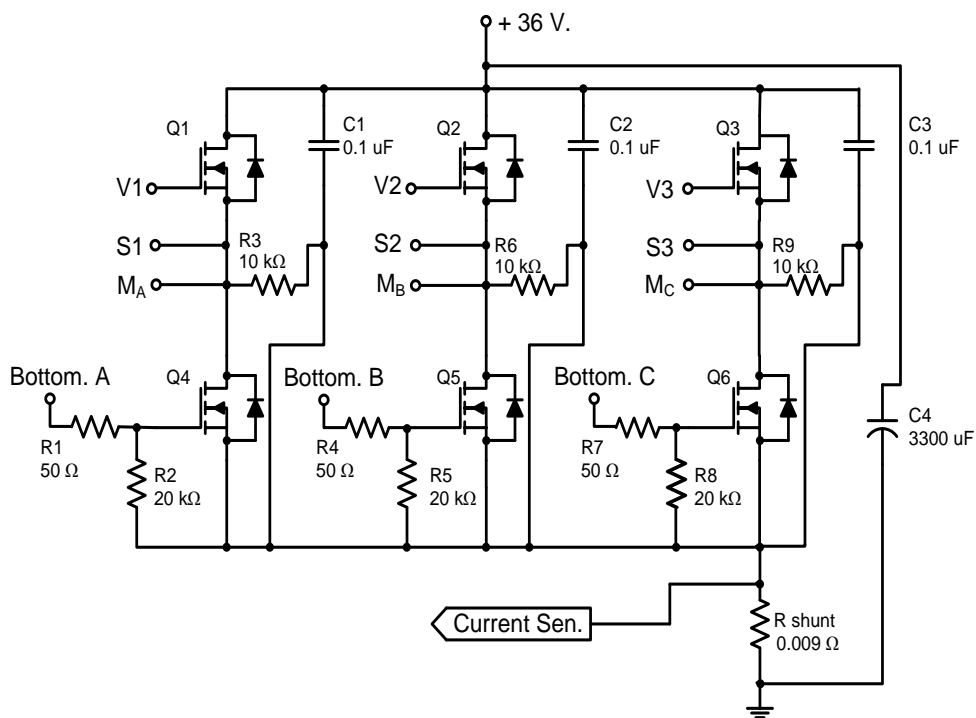 + 36 V.
Q1
C1
0.1 uF
Q2
C2
0.1 uF
Q3
C3
0.1 uF
V1
V2
V3
S1
R3
10 kΩ
S2
R6
10 kΩ
S3
R9
10 kΩ
MA
MB
MC
Bottom. A
Q4
Bottom. B
Q5
Bottom. C
Q6
C4
3300 uF
R1
50 Ω
R2
20 kΩ
R4
50 Ω
R5
20 kΩ
R7
50 Ω
R8
20 kΩ
Current Sen.
R shunt
0.009 Ω